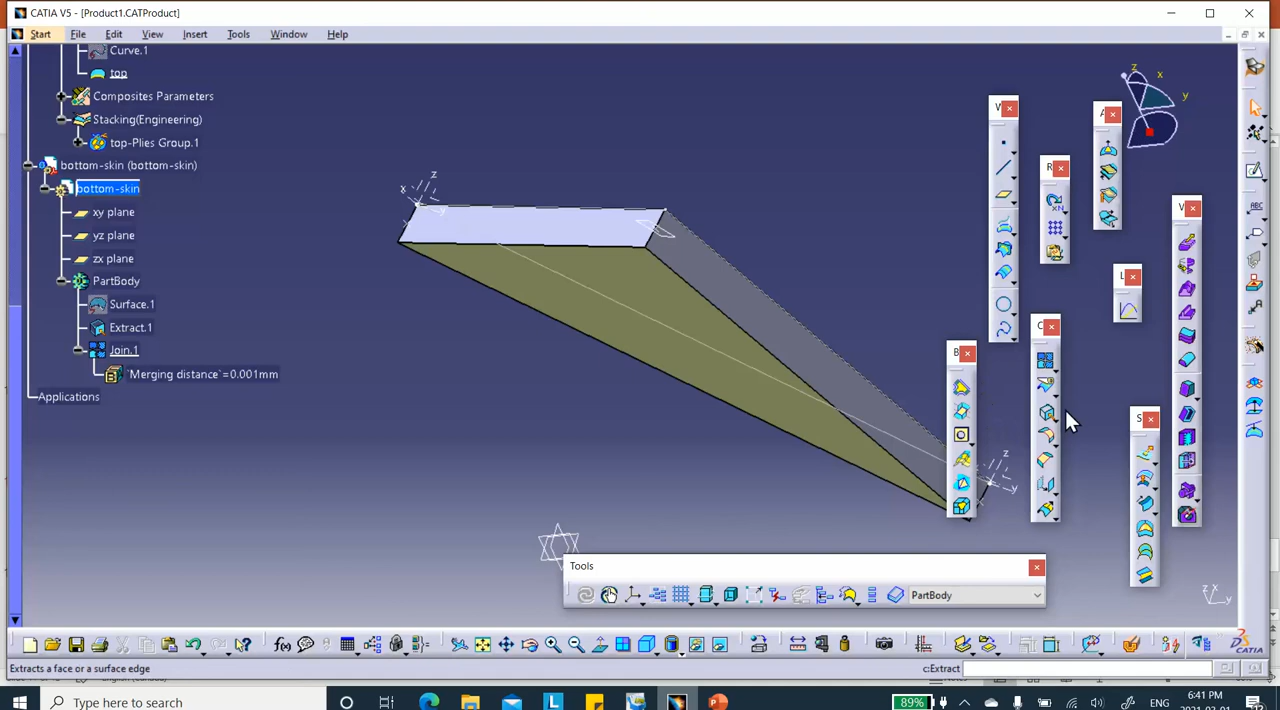 CATIA V5 - [Product1.CATProduct]
Start File Edit View Insert Tools Window Help
Curve.1
top
Composites Parameters
Stacking(Engineering)
top-Plies Group.1
bottom-skin (bottom-skin)
bottom-skin
xy plane
yz plane
zx plane
PartBody
Surface.1
Extract.1
Join.1
`Merging distance`=0.001mm
Applications
z
x
y
x
z
z
y
W
A
R
V
L
C
B
S
Tools
PartBody
Extracts a face or a surface edge
c:Extract
Type here to search
89%
ENG
6:41 PM